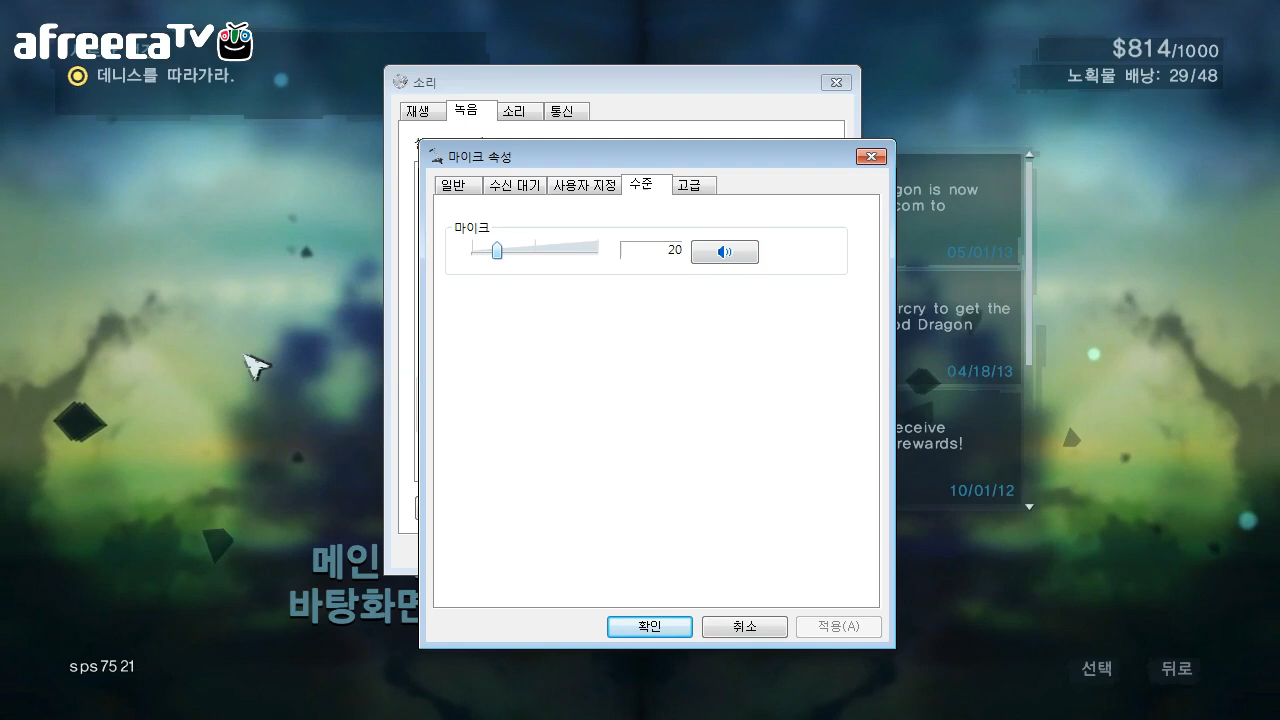 afreecaTV
데니스를 따라가라.
$814/1000
노획물 배낭: 29/48
소리
재생
녹음
소리
통신
마이크 속성
일반
수신 대기
사용자 지정
수준
고급
마이크
20
gon is now
com to
05/01/13
rcry to get the
od Dragon
04/18/13
eceive
rewards!
10/01/12
메인
바탕화면
확인
취소
적용(A)
sps7521
선택
뒤로